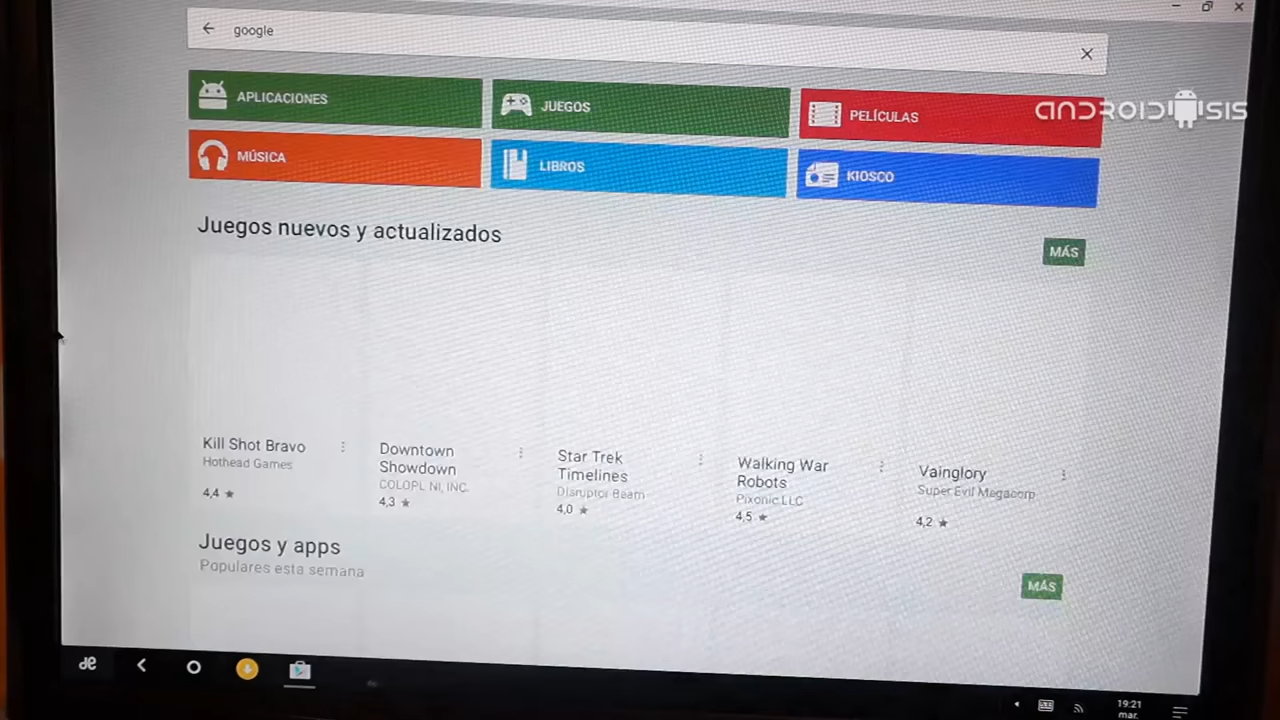 google
ANDROIDSIS
APLICACIONES
JUEGOS
PELÍCULAS
MÚSICA
LIBROS
KIOSCO
Juegos nuevos y actualizados
MÁS
Kill Shot Bravo
Hothead Games
4,4 ★
Downtown
Showdown
COLOPL NI, INC.
4,3 ★
Star Trek
Timelines
Disruptor Beam
4,0 ★
Walking War
Robots
Pixonic LLC
4,5 ★
Vainglory
Super Evil Megacorp
4,2 ★
Juegos y apps
Populares esta semana
MÁS
19:21
mar.